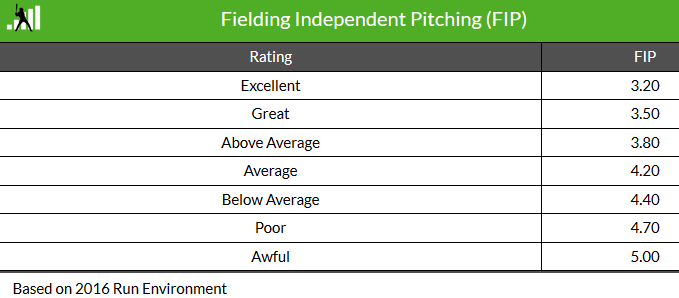 Fielding Independent Pitching (FIP)
Rating FIP
Excellent 3.20
Great 3.50
Above Average 3.80
Average 4.20
Below Average 4.40
Poor 4.70
Awful 5.00
Based on 2016 Run Environment